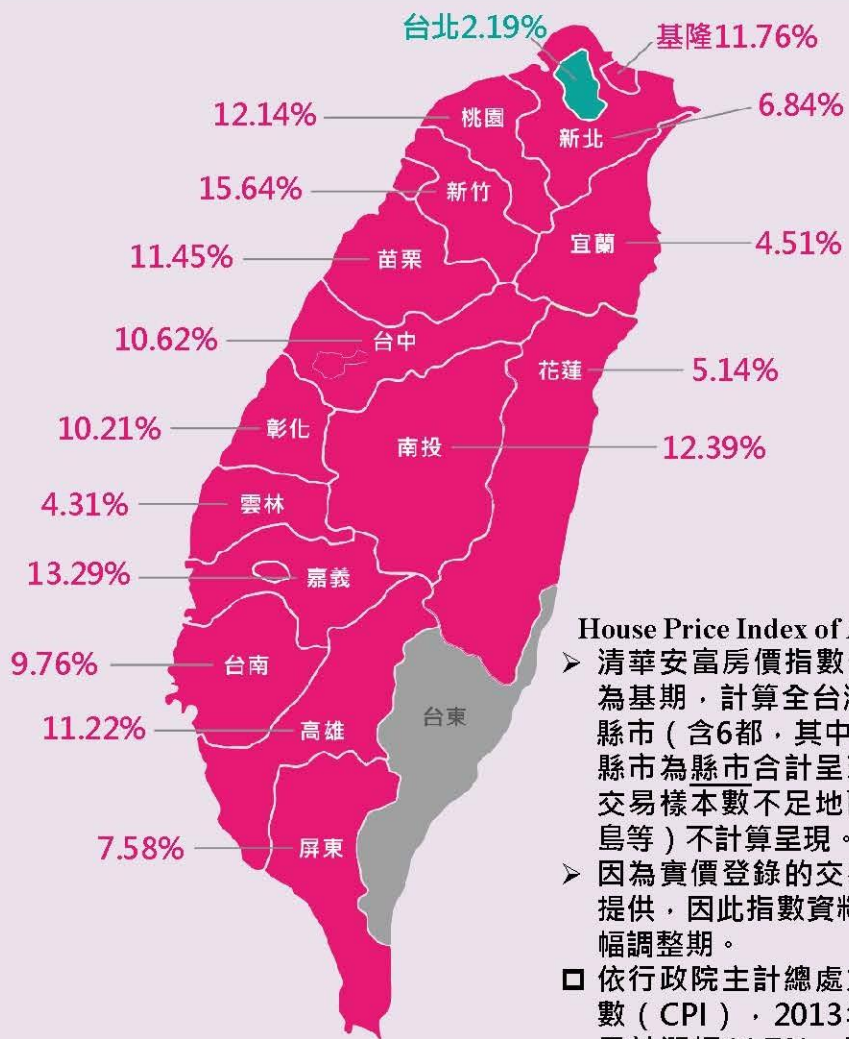 台北2.19%
基隆11.76%
12.14%
桃園
6.84%
新北
15.64%
新竹
宜蘭
4.51%
11.45%
苗栗
10.62%
台中
花蓮
5.14%
10.21%
彰化
南投
12.39%
4.31%
雲林
13.29%
嘉義
9.76%
台南
11.22%
高雄
台東
7.58%
屏東
House Price Index of
➢ 清華安富房價指數
為基期，計算全台
縣市（含6都，其中
縣市為縣市合計呈
交易樣本數不足地
島等）不計算呈現。
➢ 因為實價登錄的交
提供，因此指數資
幅調整期。
□ 依行政院主計總處
數（CPI），2013